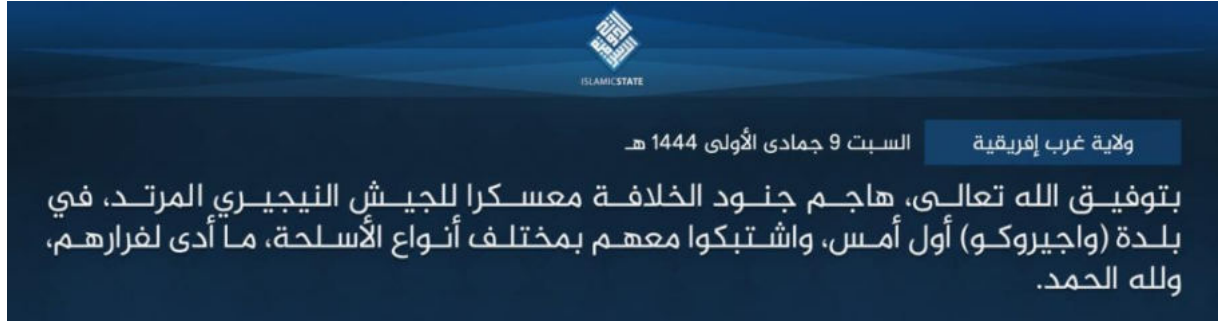 ISLAMICSTATE
ولاية غرب إفريقية السبت 9 جمادى الأولى 1444 هـ
بتوفيق الله تعالى، هاجم جنود الخلافة معسكرا للجيش النيجيري المرتد، في
بلدة (واجيروكو) أول أمس، واشتبكوا معهم بمختلف أنواع الأسلحة، ما أدى لفرارهم،
ولله الحمد.